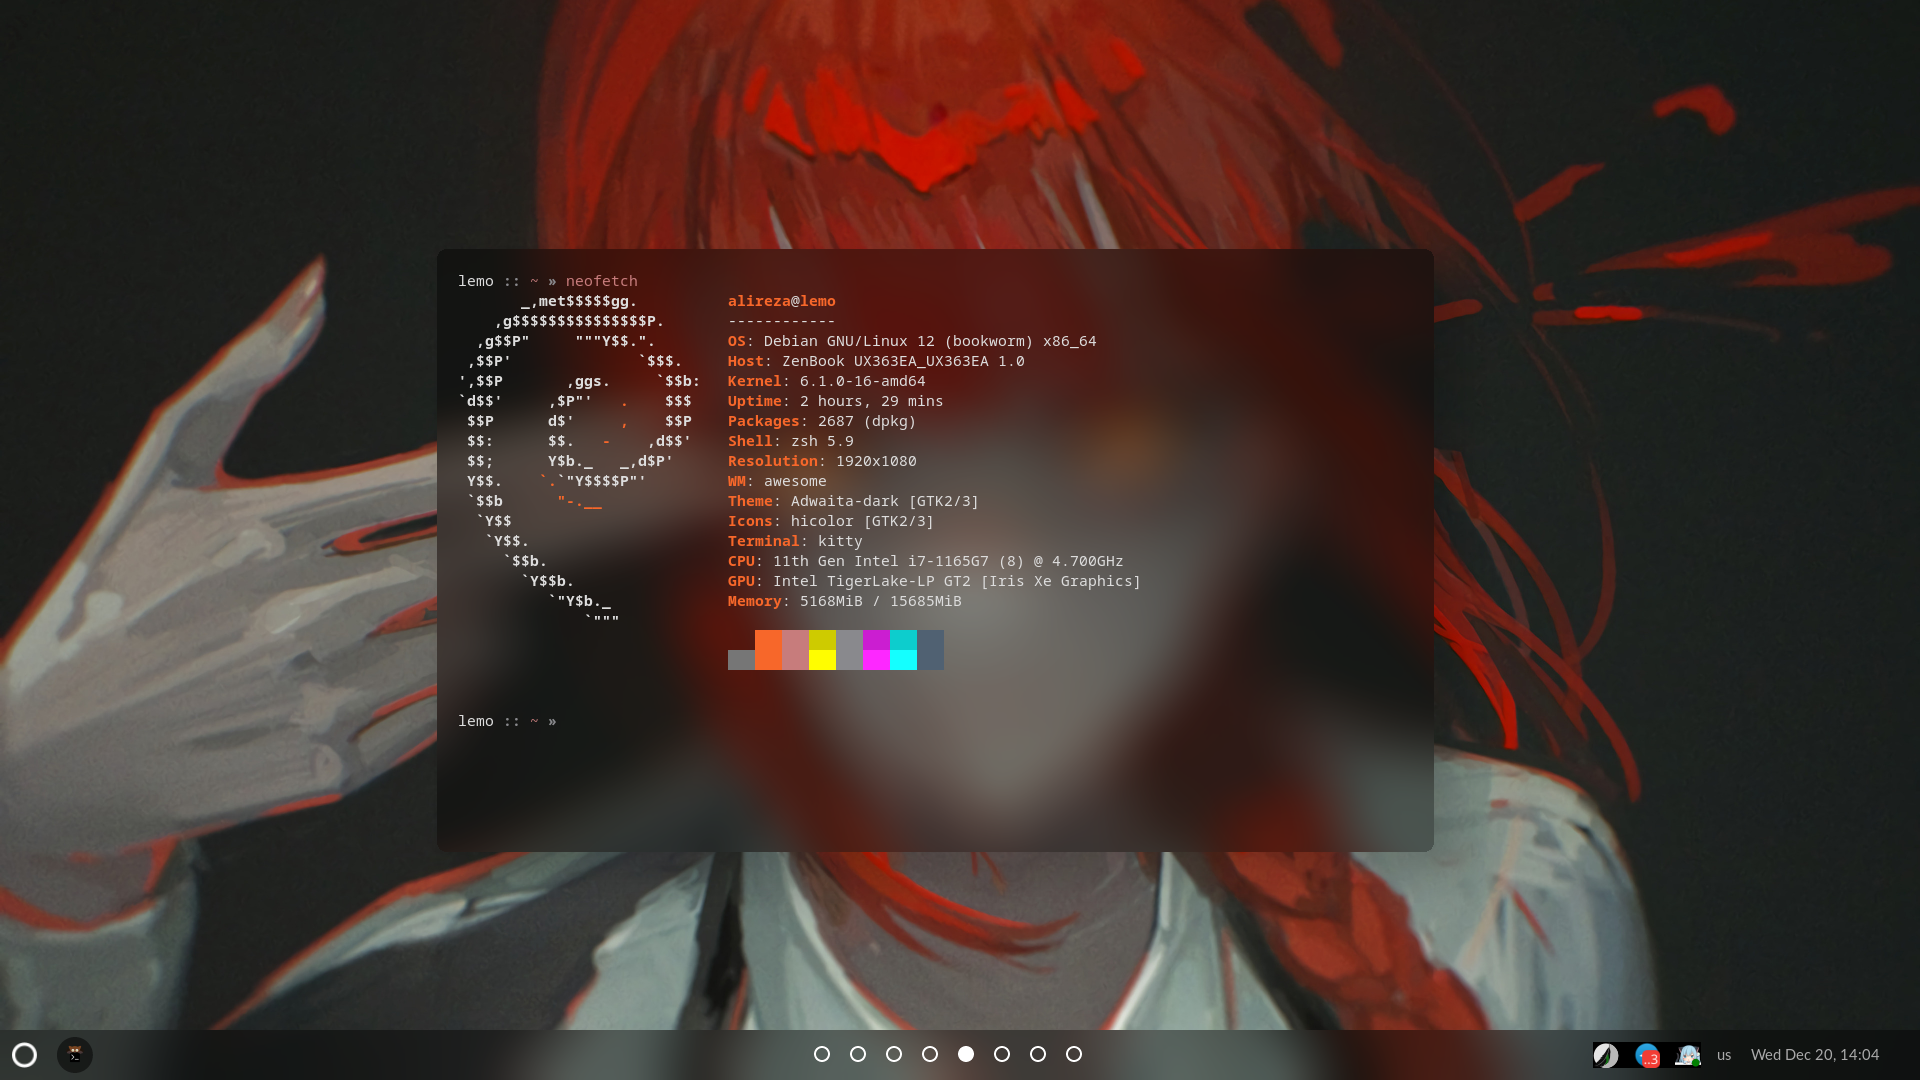 lemo :: ~ » neofetch
       _,met$$$$$gg.          alireza@lemo
    ,g$$$$$$$$$$$$$$$P.       ------------
  ,g$$P"     """Y$$.".        OS: Debian GNU/Linux 12 (bookworm) x86_64
 ,$$P'              `$$$.     Host: ZenBook UX363EA_UX363EA 1.0
',$$P       ,ggs.     `$$b:   Kernel: 6.1.0-16-amd64
`d$$'     ,$P"'   .    $$$    Uptime: 2 hours, 29 mins
 $$P      d$'     ,    $$P    Packages: 2687 (dpkg)
 $$:      $$.   -    ,d$$'    Shell: zsh 5.9
 $$;      Y$b._   _,d$P'      Resolution: 1920x1080
 Y$$.    `.`"Y$$$$P"'         WM: awesome
 `$$b      "-.__              Theme: Adwaita-dark [GTK2/3]
  `Y$$                        Icons: hicolor [GTK2/3]
   `Y$$.                      Terminal: kitty
     `$$b.                    CPU: 11th Gen Intel i7-1165G7 (8) @ 4.700GHz
       `Y$$b.                 GPU: Intel TigerLake-LP GT2 [Iris Xe Graphics]
          `"Y$b._             Memory: 5168MiB / 15685MiB
              `"""
lemo :: ~ »
..3 us Wed Dec 20, 14:04